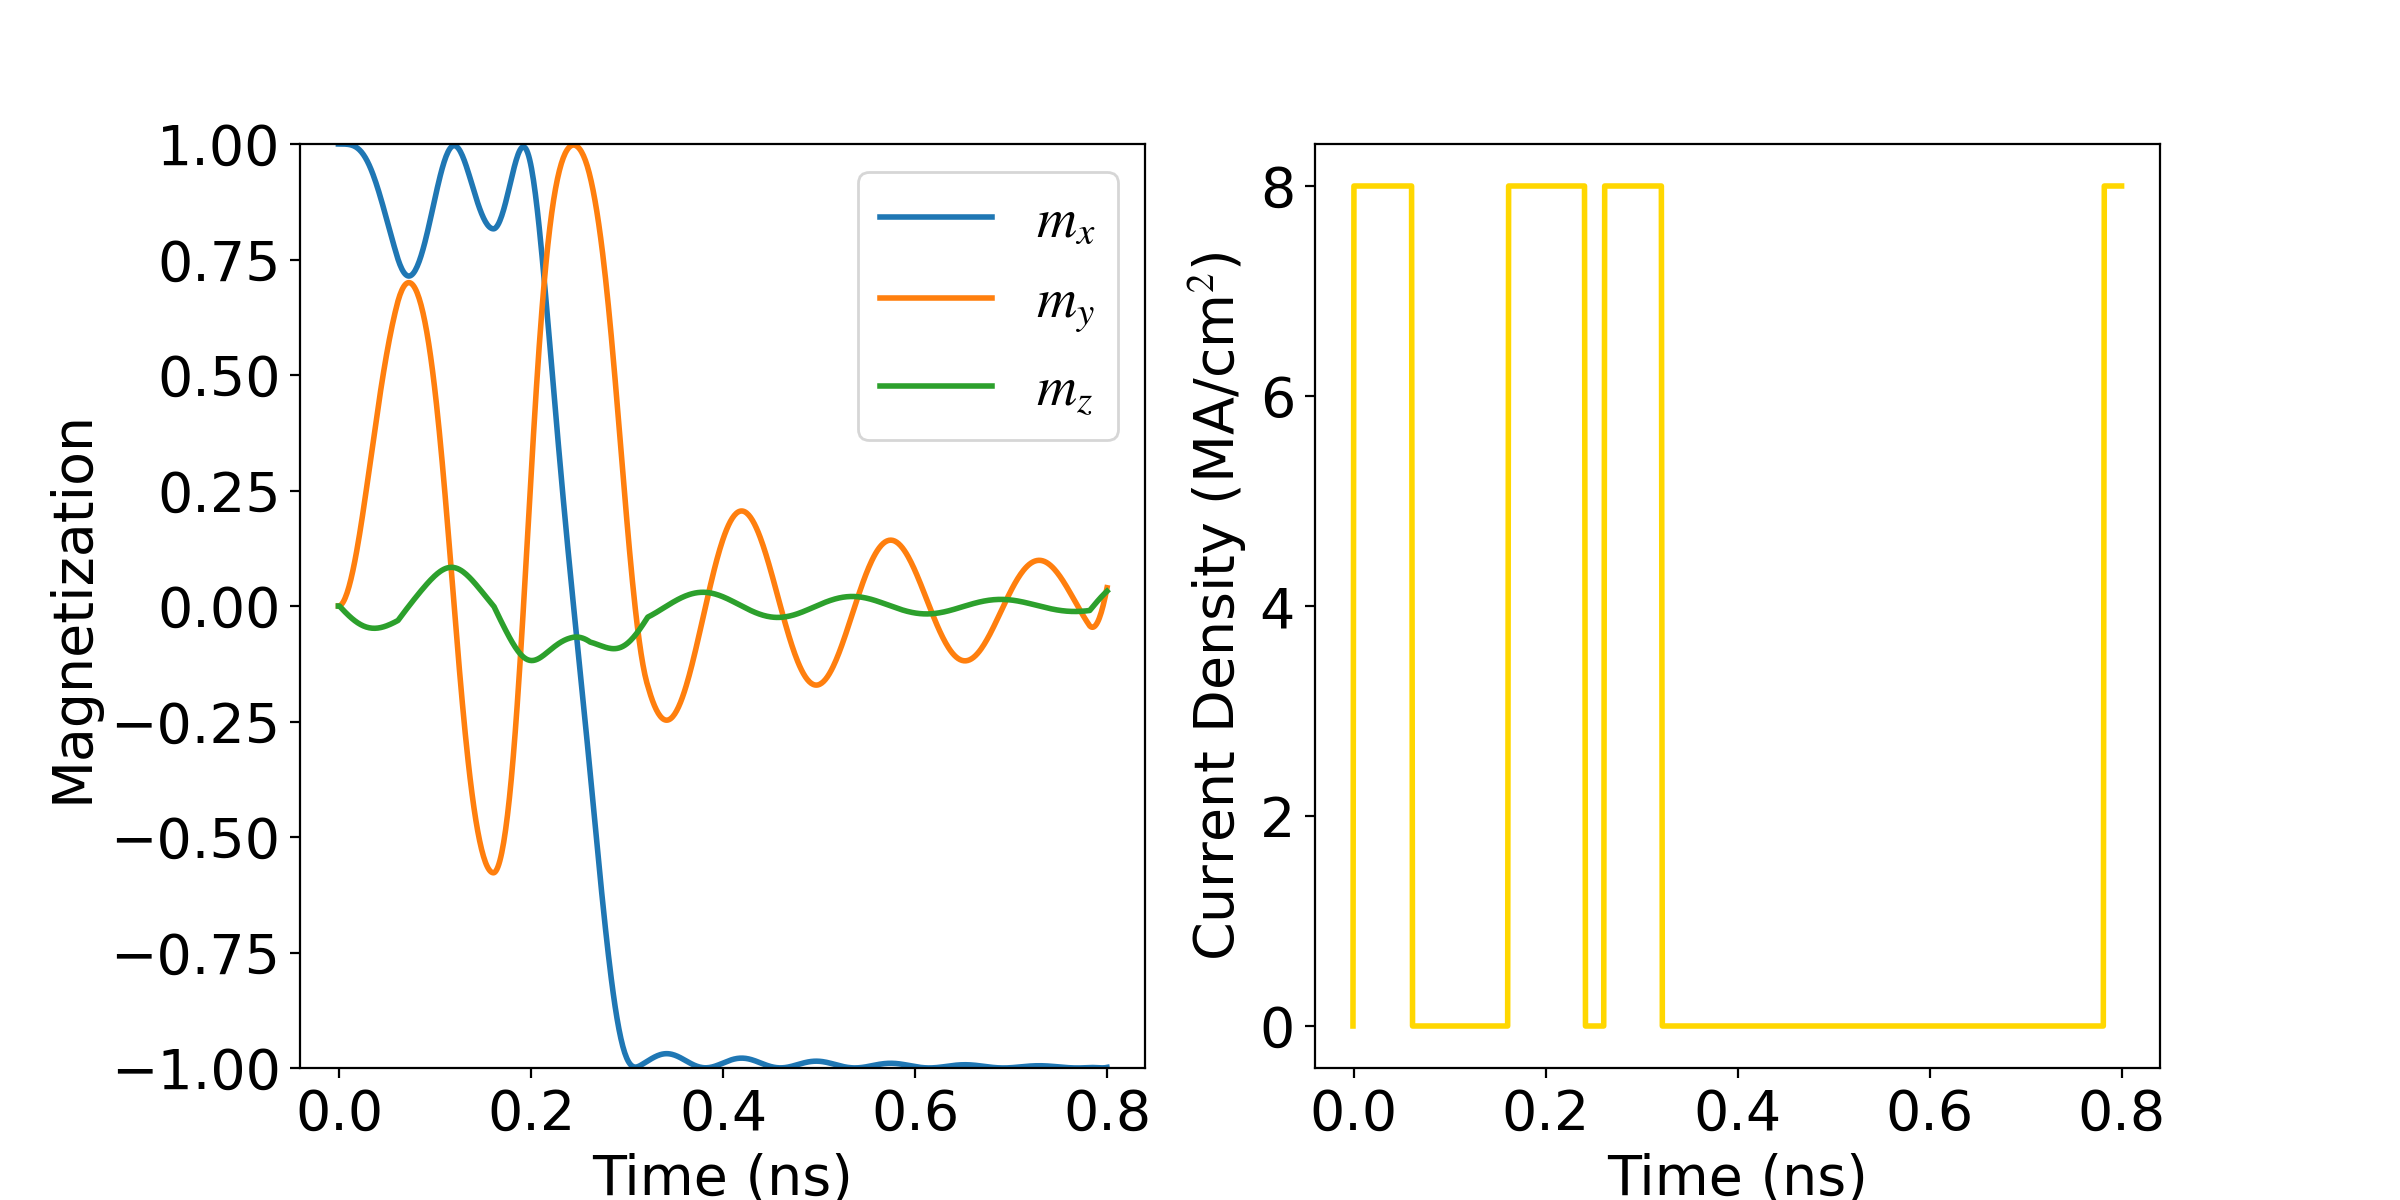 Magnetization
1.00
0.75
0.50
0.25
0.00
−0.25
−0.50
−0.75
−1.00
0.0 0.2 0.4 0.6 0.8
Time (ns)
m_x
m_y
m_z
Current Density (MA/cm²)
8
6
4
2
0
0.0 0.2 0.4 0.6 0.8
Time (ns)